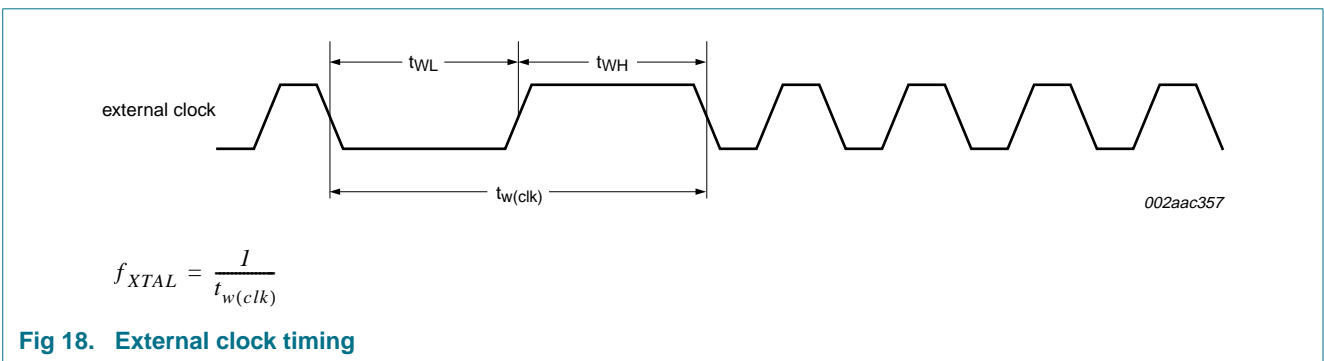 tWL
tWH
external clock
tw(clk)
002aac357
fXTAL = 1
tw(clk)
Fig 18. External clock timing